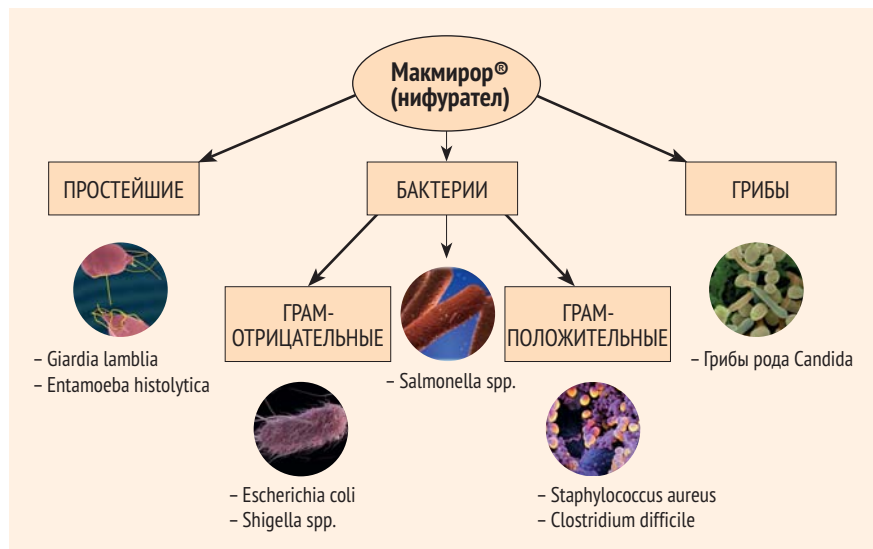 Макмирор®
(нифурател)
ПРОСТЕЙШИЕ
БАКТЕРИИ
ГРИБЫ
– Giardia lamblia
– Entamoeba histolytica
ГРАМ-
ОТРИЦАТЕЛЬНЫЕ
– Salmonella spp.
ГРАМ-
ПОЛОЖИТЕЛЬНЫЕ
– Грибы рода Candida
– Escherichia coli
– Shigella spp.
– Staphylococcus aureus
– Clostridium difficile